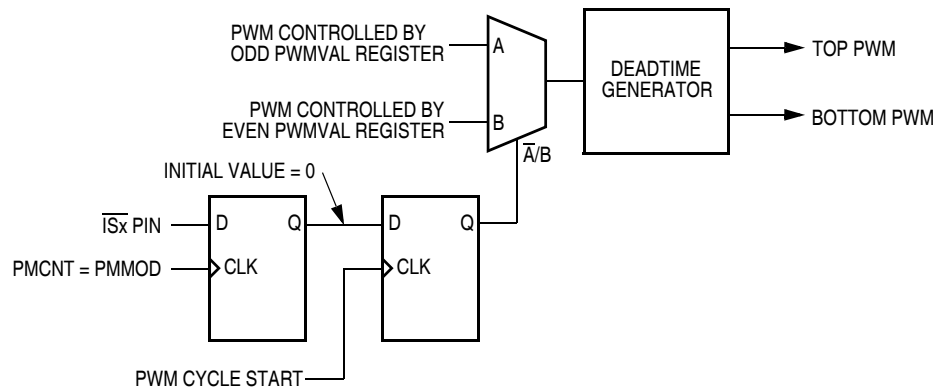 PWM CONTROLLED BY
ODD PWMVAL REGISTER
A
DEADTIME
GENERATOR
TOP PWM
PWM CONTROLLED BY
EVEN PWMVAL REGISTER
B
BOTTOM PWM
A̅/B
INITIAL VALUE = 0
I̅S̅x̅ PIN
D
Q
D
Q
PMCNT = PMMOD
CLK
CLK
PWM CYCLE START